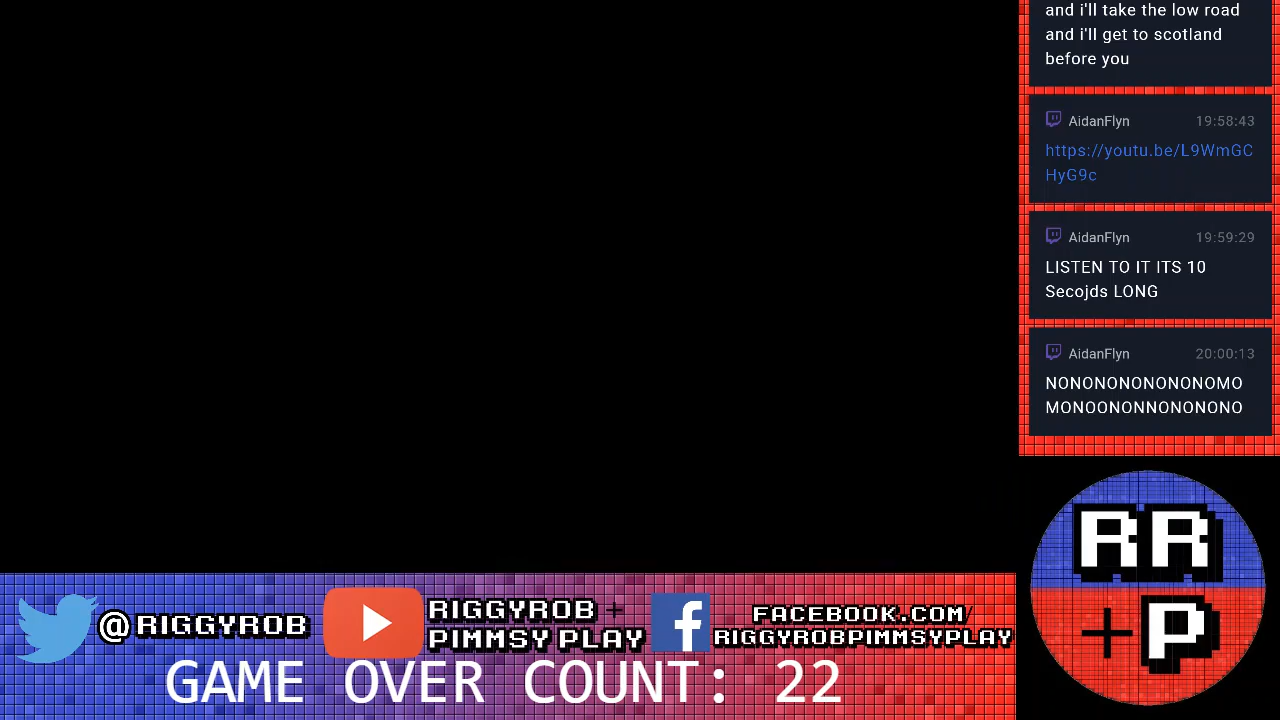 and i'll take the low road
and i'll get to scotland
before you
AidanFlyn 19:58:43
https://youtu.be/L9WmGC
HyG9c
AidanFlyn 19:59:29
LISTEN TO IT ITS 10
Secojds LONG
AidanFlyn 20:00:13
NONONONONONONOMO
MONOONONNONONONO
RR
+P
@RIGGYROB
RIGGYROB +
PIMMSY PLAY
f
FACEBOOK.COM/
RIGGYROBPIMMSYPLAY
GAME OVER COUNT: 22